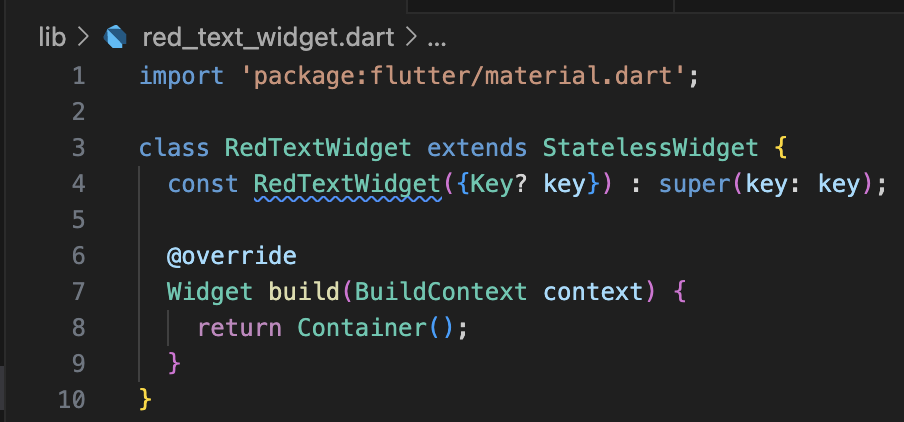 lib > red_text_widget.dart > ...
1 import 'package:flutter/material.dart';
2
3 class RedTextWidget extends StatelessWidget {
4   const RedTextWidget({Key? key}) : super(key: key);
5
6   @override
7   Widget build(BuildContext context) {
8     return Container();
9   }
10 }